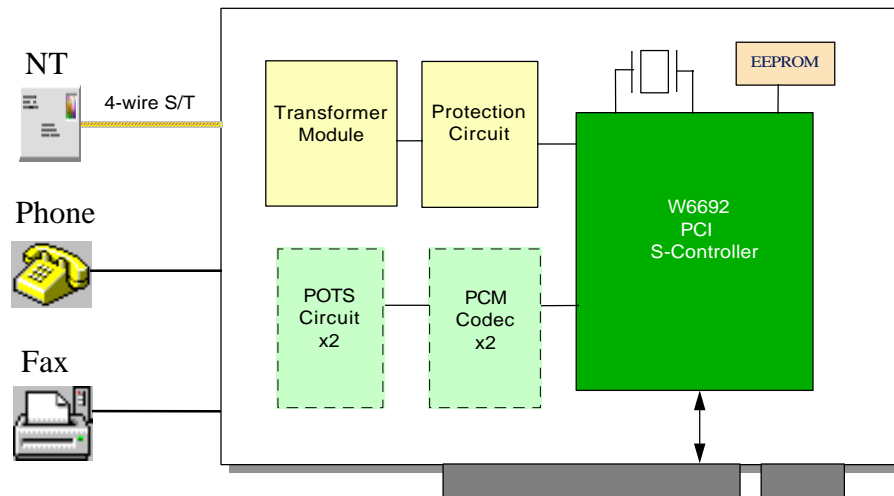 NT
4-wire S/T
Phone
Fax
Transformer
Module
Protection
Circuit
EEPROM
W6692
PCI
S-Controller
POTS
Circuit
x2
PCM
Codec
x2